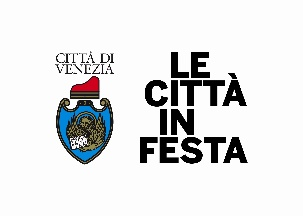 CITTÀ DI
VENEZIA
LE
CITTÀ
IN
FESTA